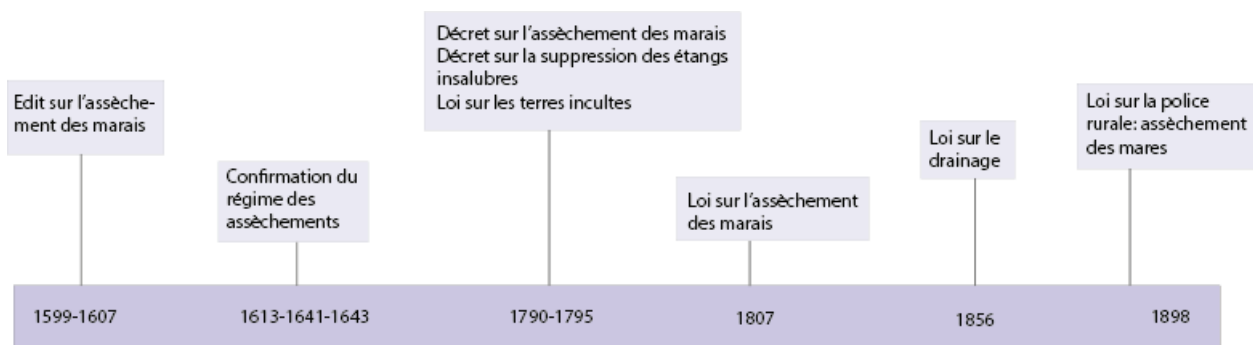 Edit sur l'assèche-
ment des marais
Confirmation du
régime des
assèchements
Décret sur l'assèchement des marais
Décret sur la suppression des étangs
insalubres
Loi sur les terres incultes
Loi sur l'assèchement
des marais
Loi sur le
drainage
Loi sur la police
rurale: assèchement
des mares
1599-1607
1613-1641-1643
1790-1795
1807
1856
1898